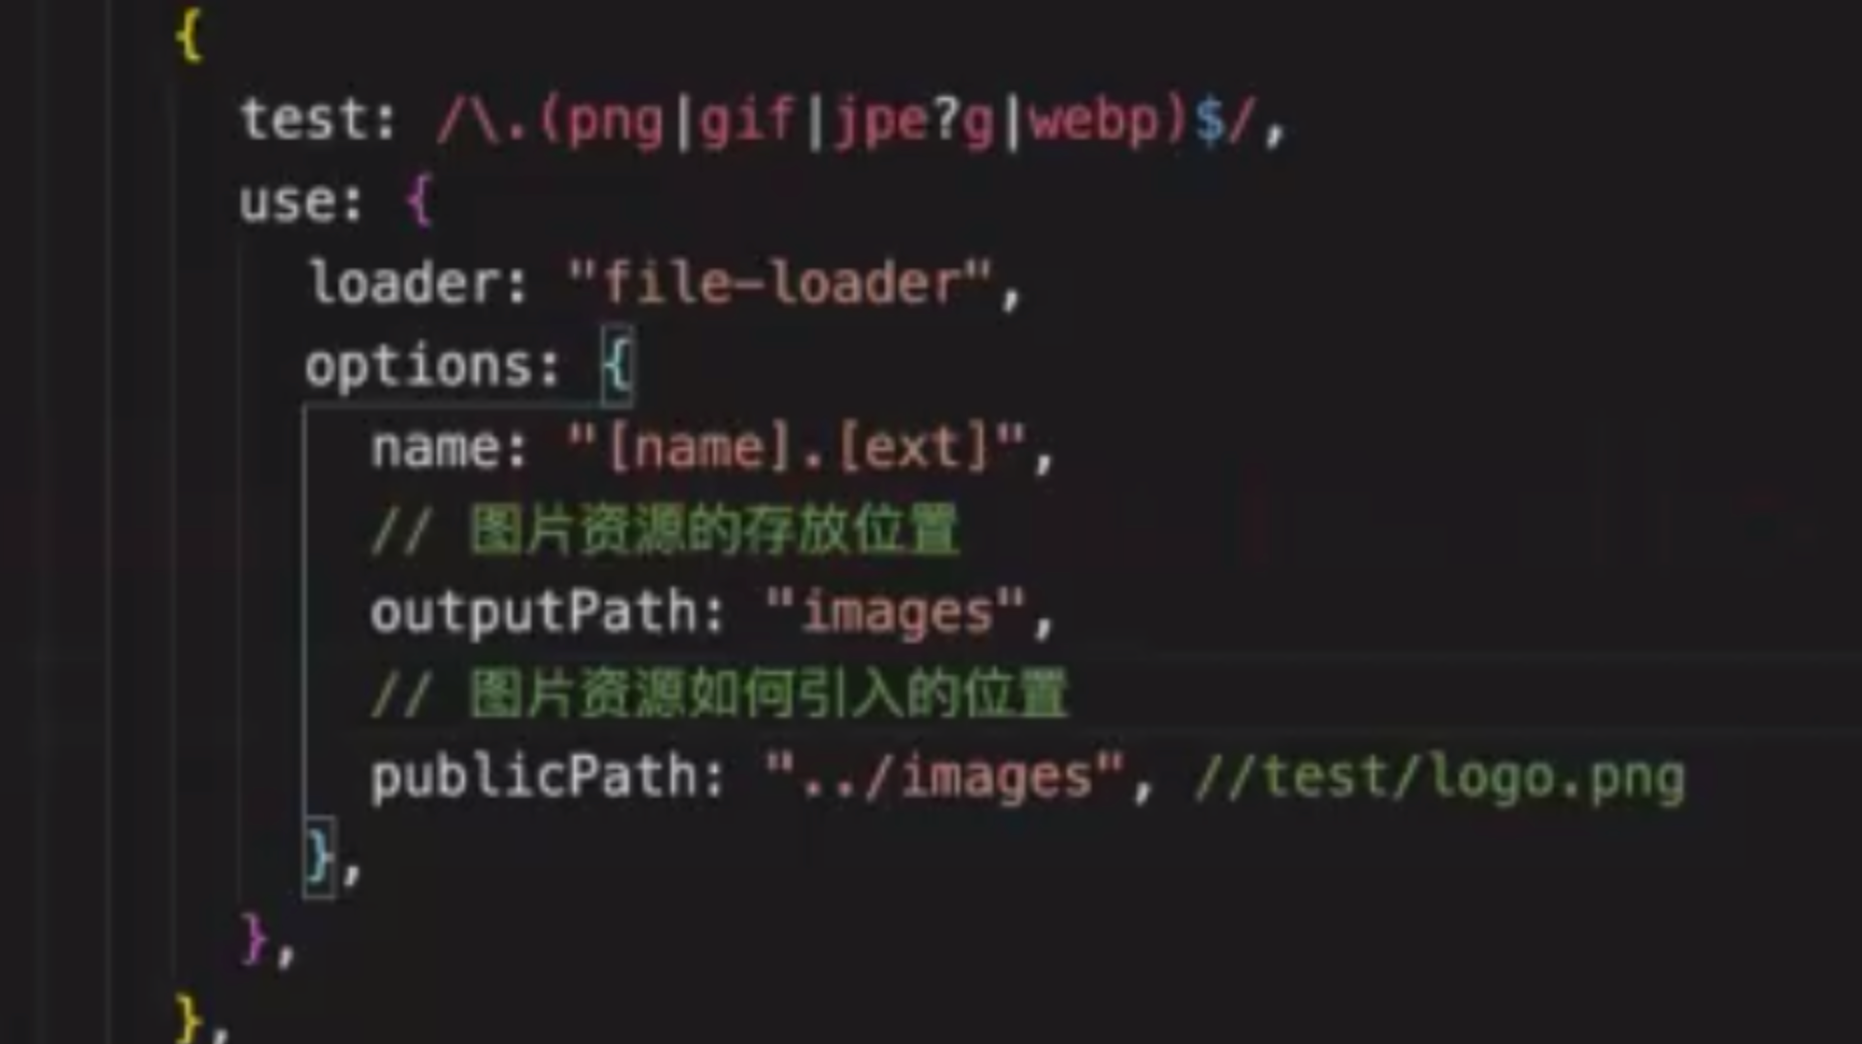 {
test: /\.(png|gif|jpe?g|webp)$/,
use: {
loader: "file-loader",
options: {
name: "[name].[ext]",
// 图片资源的存放位置
outputPath: "images",
// 图片资源如何引入的位置
publicPath: "../images", //test/logo.png
},
},
},